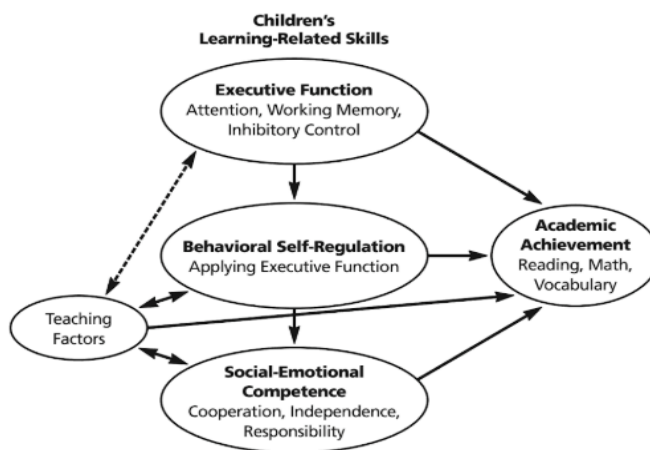 Children's
Learning-Related Skills
Executive Function
Attention, Working Memory,
Inhibitory Control
Behavioral Self-Regulation
Applying Executive Function
Academic
Achievement
Reading, Math,
Vocabulary
Teaching
Factors
Social-Emotional
Competence
Cooperation, Independence,
Responsibility